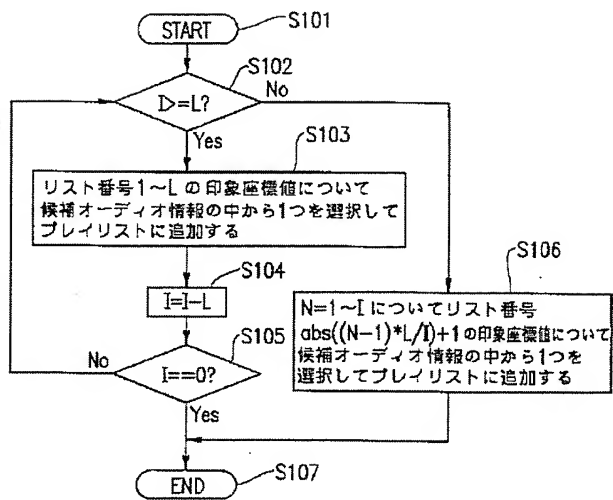 START
S101
S102
I>=L?
No
Yes
S103
リスト番号1～Lの印象座標値について
候補オーディオ情報の中から1つを選択して
プレイリストに追加する
S104
I=I-L
S105
I==0?
No
Yes
S106
N=1～Iについてリスト番号
abs((N-1)*L/I)+1の印象座標値について
候補オーディオ情報の中から1つを
選択してプレイリストに追加する
END
S107